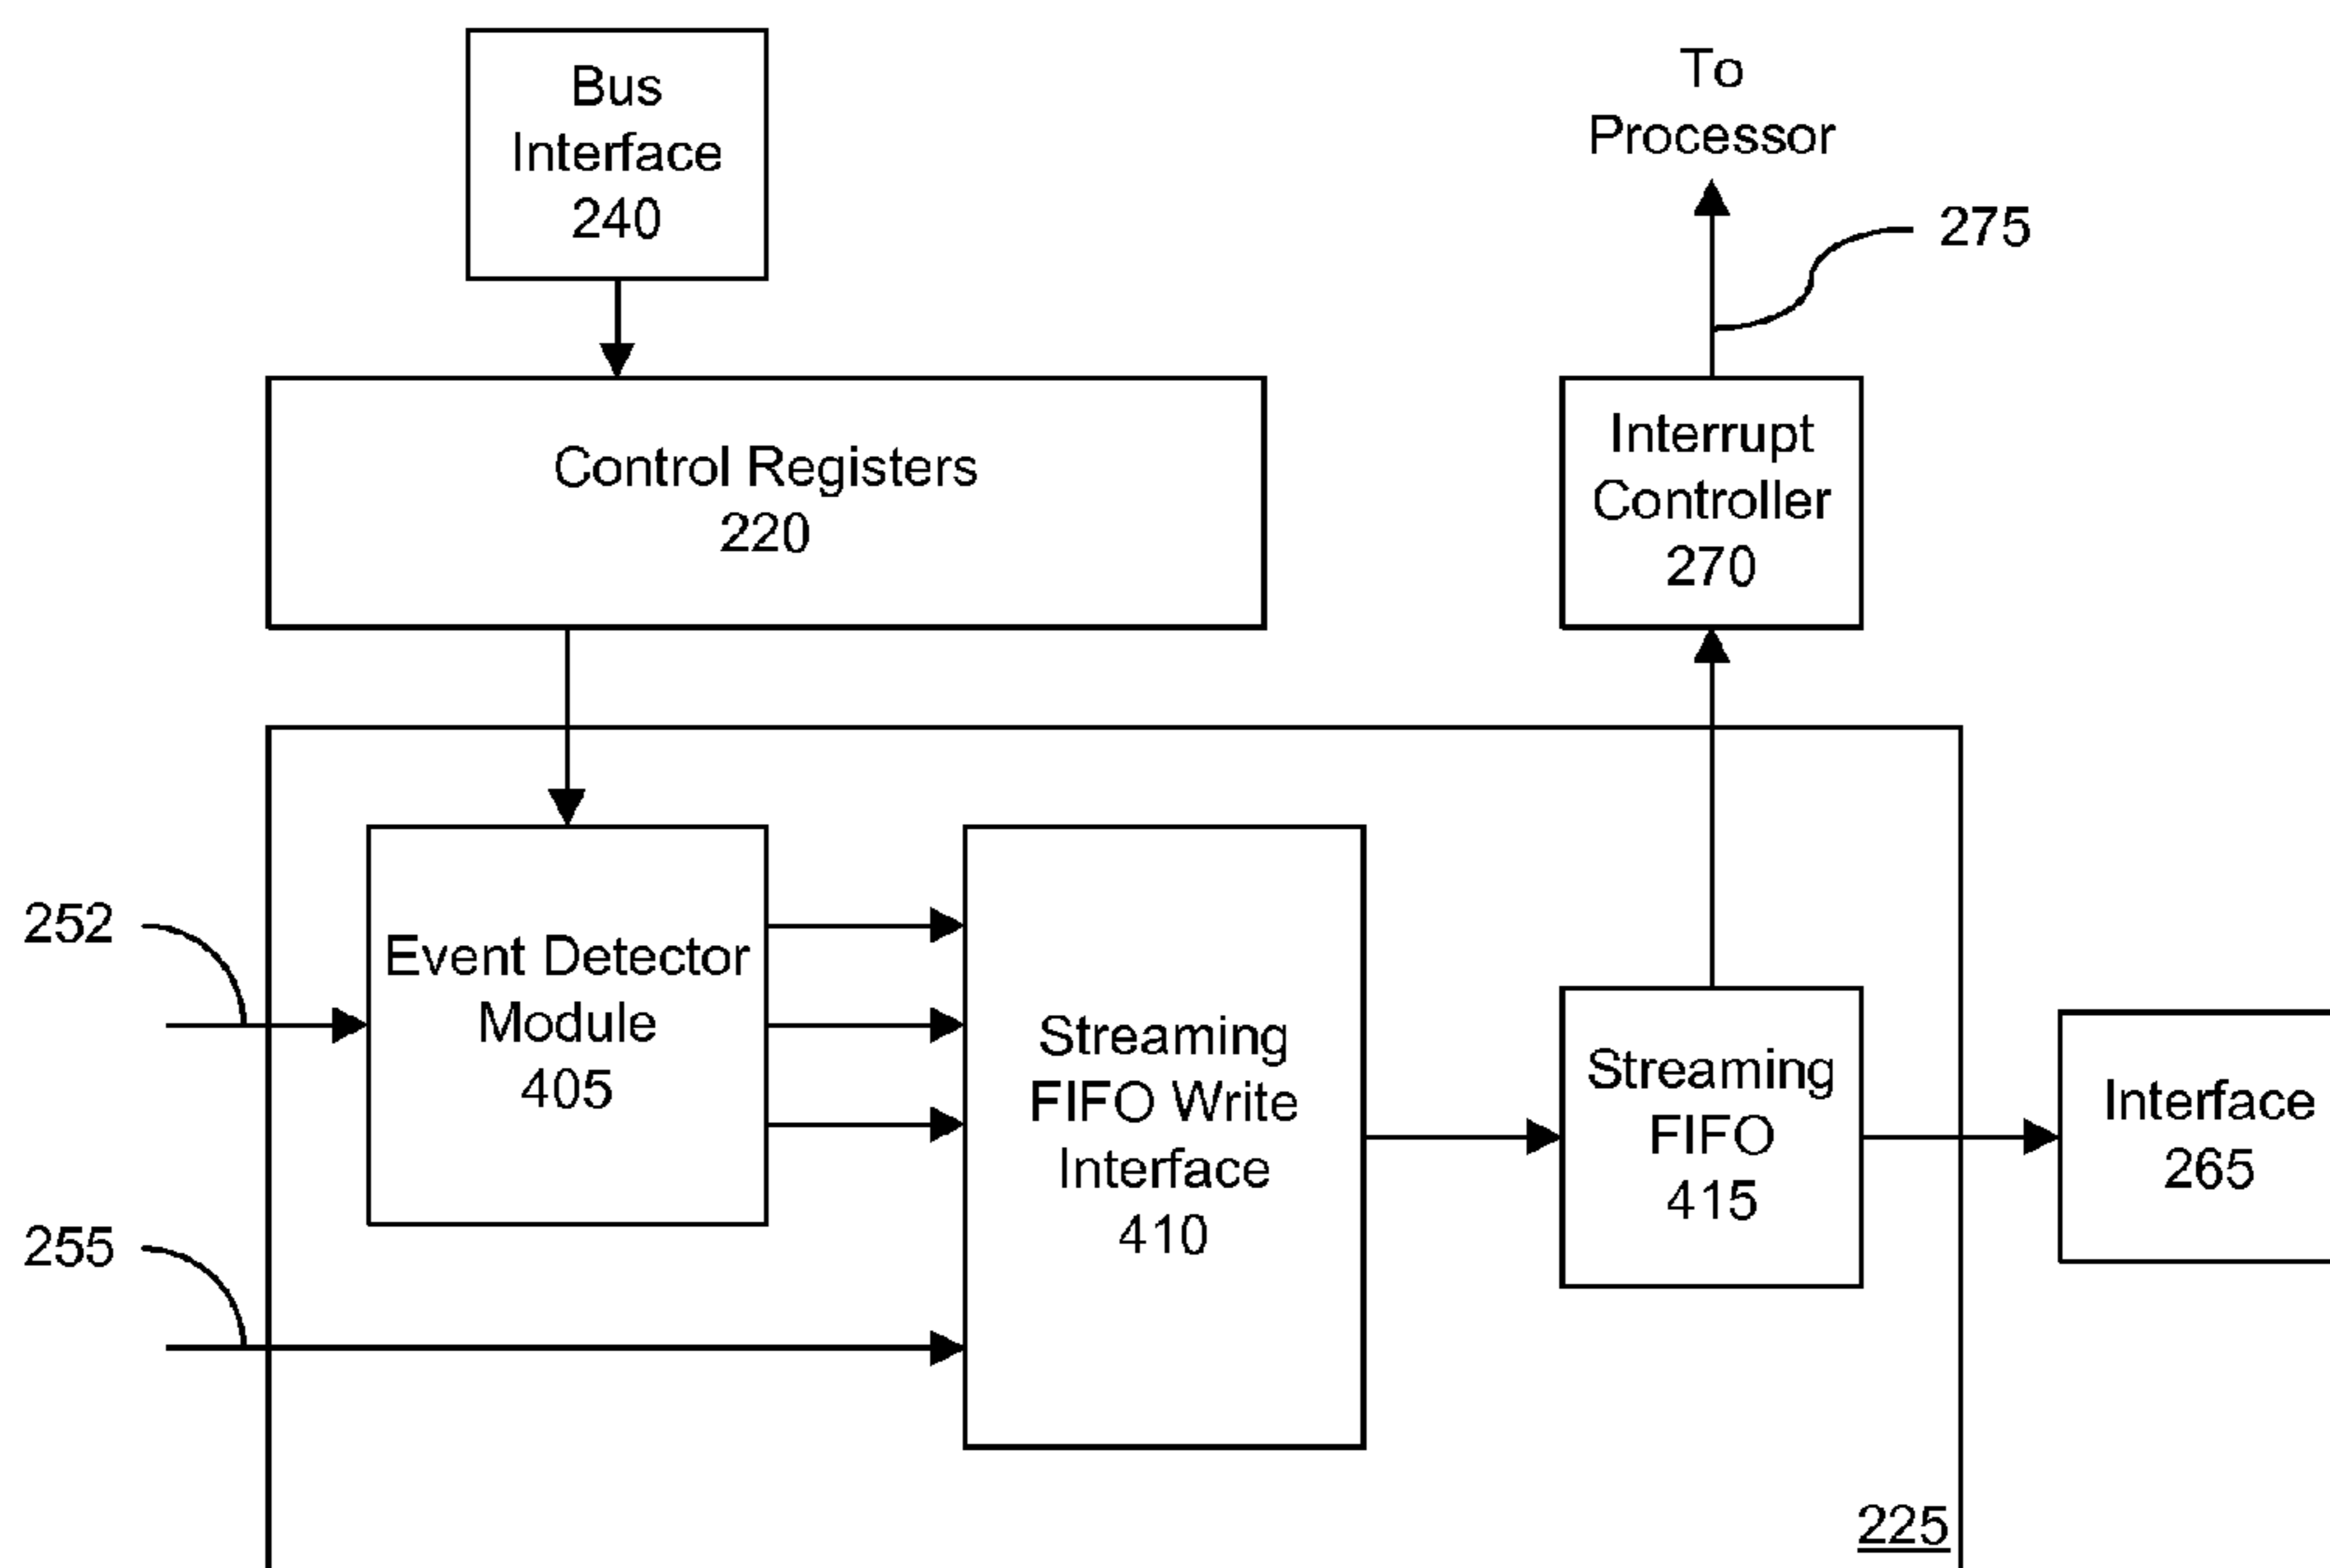 Bus
Interface
240
To
Processor
275
Control Registers
220
Interrupt
Controller
270
252
Event Detector
Module
405
Streaming
FIFO Write
Interface
410
Streaming
FIFO
415
Interface
265
255
225